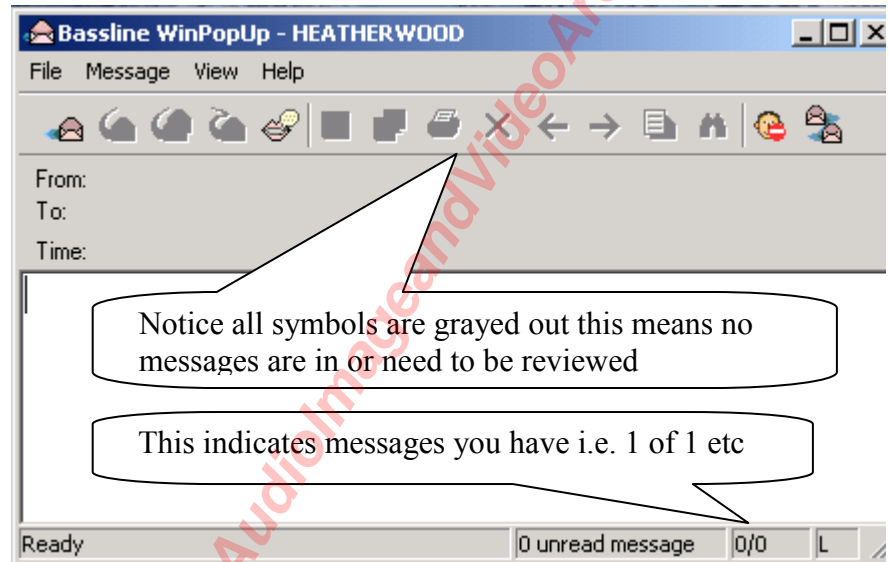 Bassline WinPopUp - HEATHERWOOD
File Message View Help
From:
To:
Time:
Notice all symbols are grayed out this means no
messages are in or need to be reviewed
This indicates messages you have i.e. 1 of 1 etc
Ready 0 unread message 0/0 L
AudioImageandVideoAr